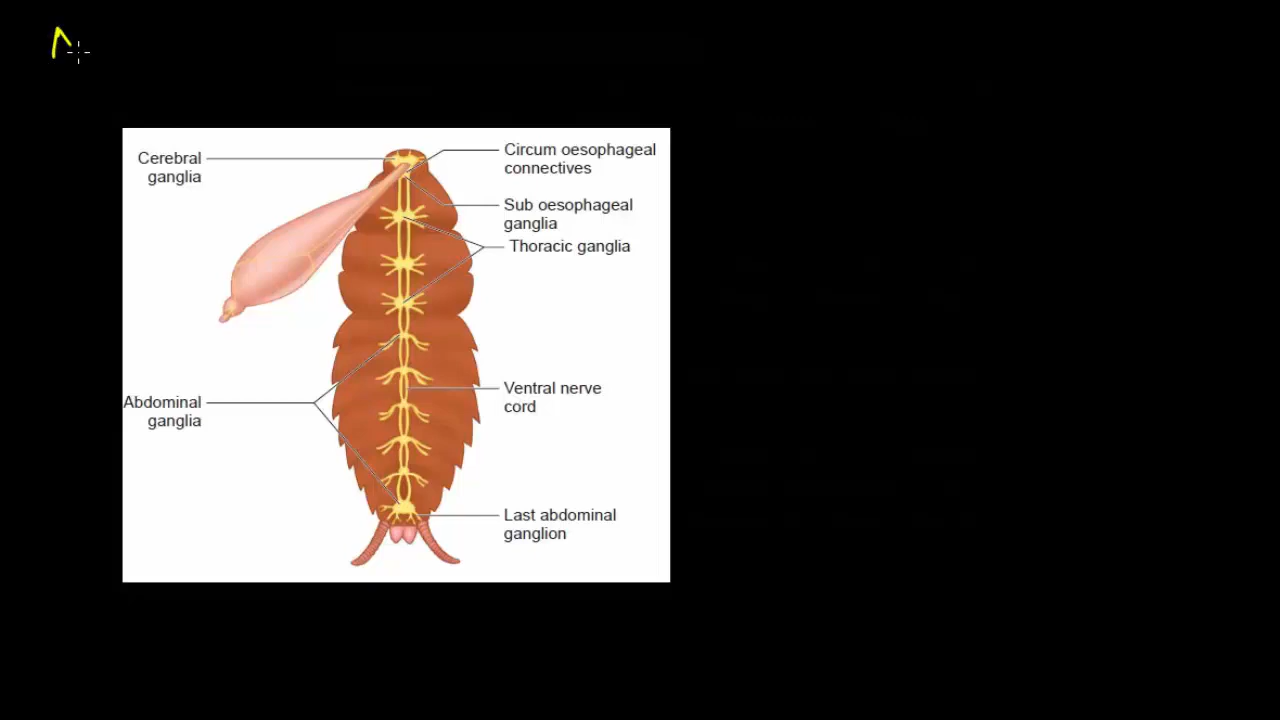 Cerebral
ganglia
Circum oesophageal
connectives
Sub oesophageal
ganglia
Thoracic ganglia
Abdominal
ganglia
Ventral nerve
cord
Last abdominal
ganglion